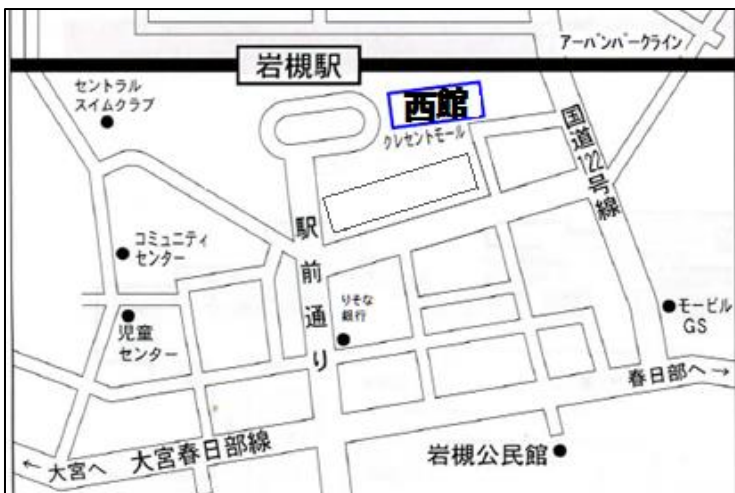 アーバンパークライン
岩槻駅
セントラル
スイムクラブ
西館
クレセントモール
国道122号線
コミュニティ
センター
駅前通り
りそな
銀行
児童
センター
モービル
GS
春日部へ→
←大宮へ
大宮春日部線
岩槻公民館